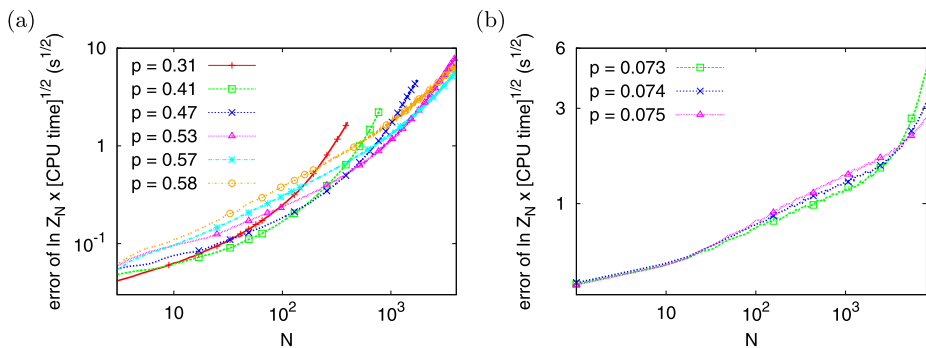 (a)
error of ln Z_N x [CPU time]^{1/2} (s^{1/2})
10
1
10^{-1}
p = 0.31
p = 0.41
p = 0.47
p = 0.53
p = 0.57
p = 0.58
10
10^2
10^3
N
(b)
error of ln Z_N x [CPU time]^{1/2} (s^{1/2})
6
3
1
p = 0.073
p = 0.074
p = 0.075
10
10^2
10^3
N